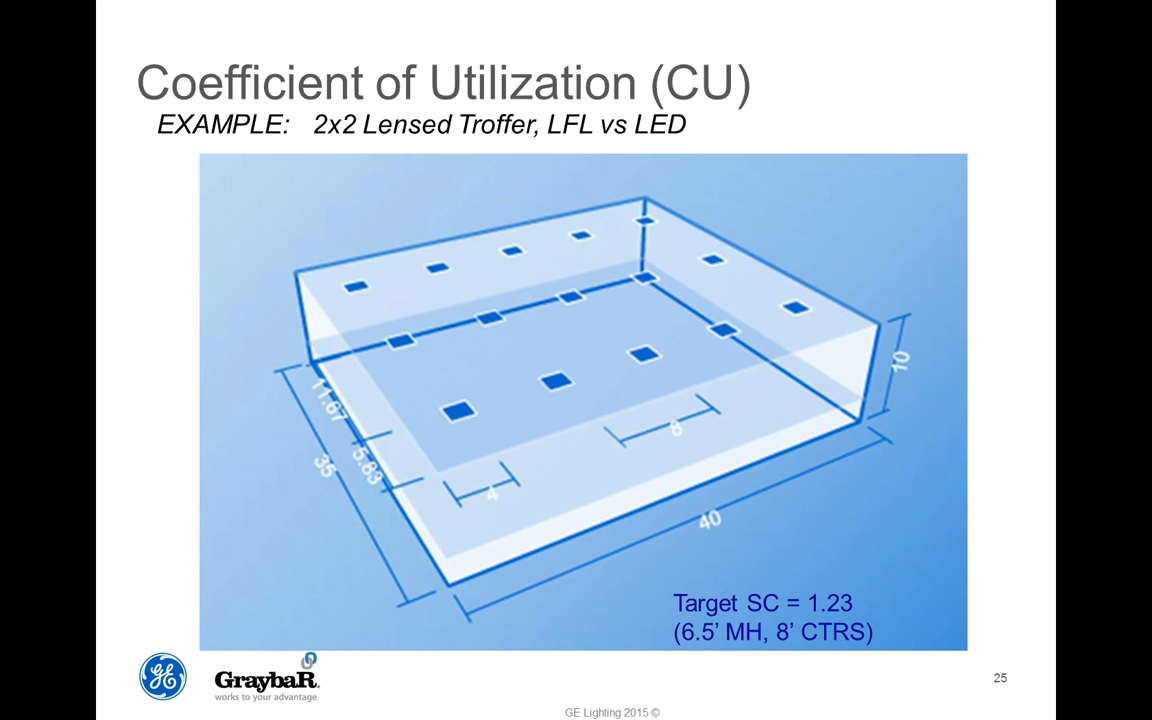 Coefficient of Utilization (CU)
EXAMPLE: 2x2 Lensed Troffer, LFL vs LED
10
11.67
35
5.83
8
4
40
Target SC = 1.23
(6.5’ MH, 8’ CTRS)
GE
GraybaR.
works to your advantage
25
GE Lighting 2015 ©